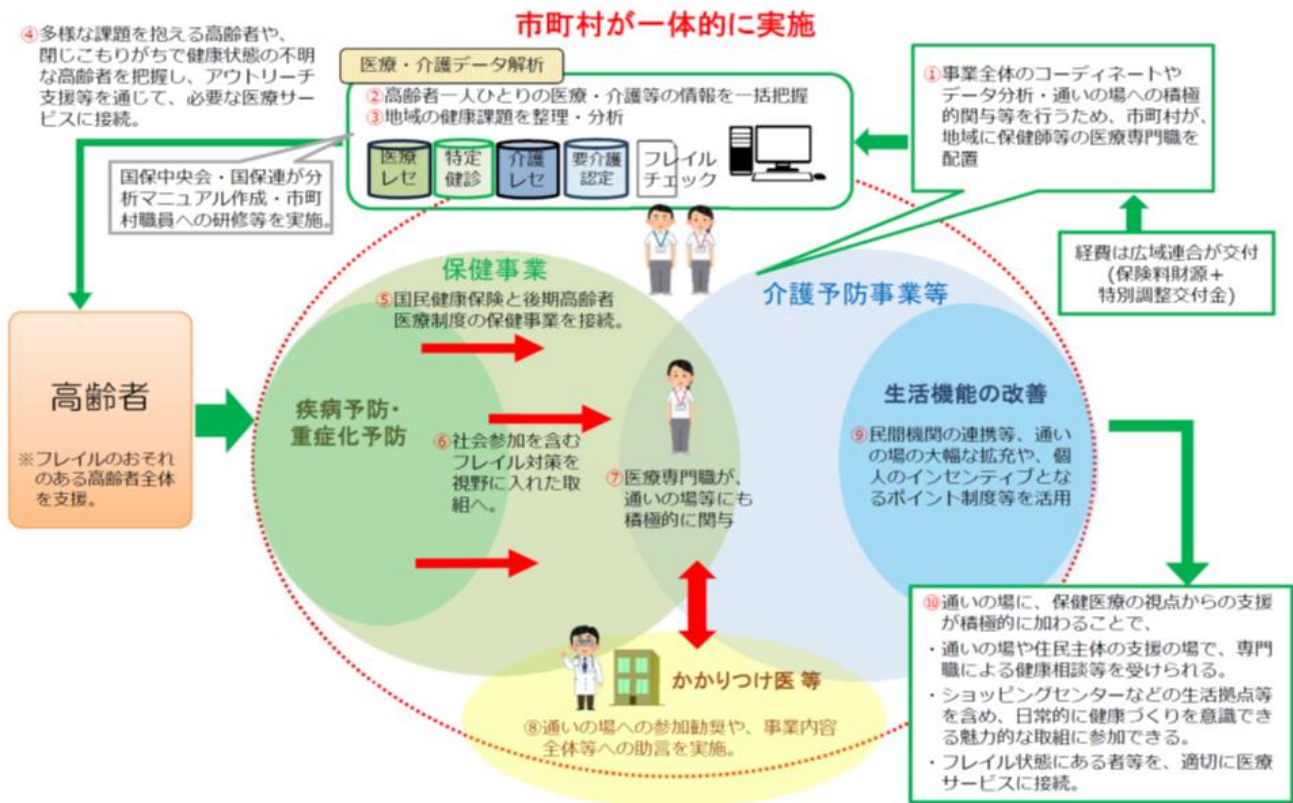 市町村が一体的に実施
④多様な課題を抱える高齢者や、
閉じこもりがちで健康状態の不明
な高齢者を把握し、アウトリーチ
支援等を通じて、必要な医療サー
ビスに接続。
医療・介護データ解析
②高齢者一人ひとりの医療・介護等の情報を一括把握
③地域の健康課題を整理・分析
医療
レセ
特定
健診
介護
レセ
要介護
認定
フレイル
チェック
①事業全体のコーディネートや
データ分析・通いの場への積極
的関与等を行うため、市町村が、
地域に保健師等の医療専門職を
配置
国保中央会・国保連が分
析マニュアル作成・市町
村職員への研修等を実施。
経費は広域連合が交付
(保険料財源＋
特別調整交付金)
保健事業
⑤国民健康保険と後期高齢者
医療制度の保健事業を接続。
介護予防事業等
高齢者
※フレイルのおそれ
のある高齢者全体
を支援。
疾病予防・
重症化予防
⑥社会参加を含む
フレイル対策を
視野に入れた取
組へ。
⑦医療専門職が、
通いの場等にも
積極的に関与
生活機能の改善
⑨民間機関の連携等、通い
の場の大幅な拡充や、個
人のインセンティブとな
るポイント制度等を活用
かかりつけ医 等
⑧通いの場への参加勧奨や、事業内容
全体等への助言を実施。
⑩通いの場に、保健医療の視点からの支援
が積極的に加わることで、
・通いの場や住民主体の支援の場で、専門
職による健康相談等を受けられる。
・ショッピングセンターなどの生活拠点等
を含め、日常的に健康づくりを意識でき
る魅力的な取組に参加できる。
・フレイル状態にある者等を、適切に医療
サービスに接続。